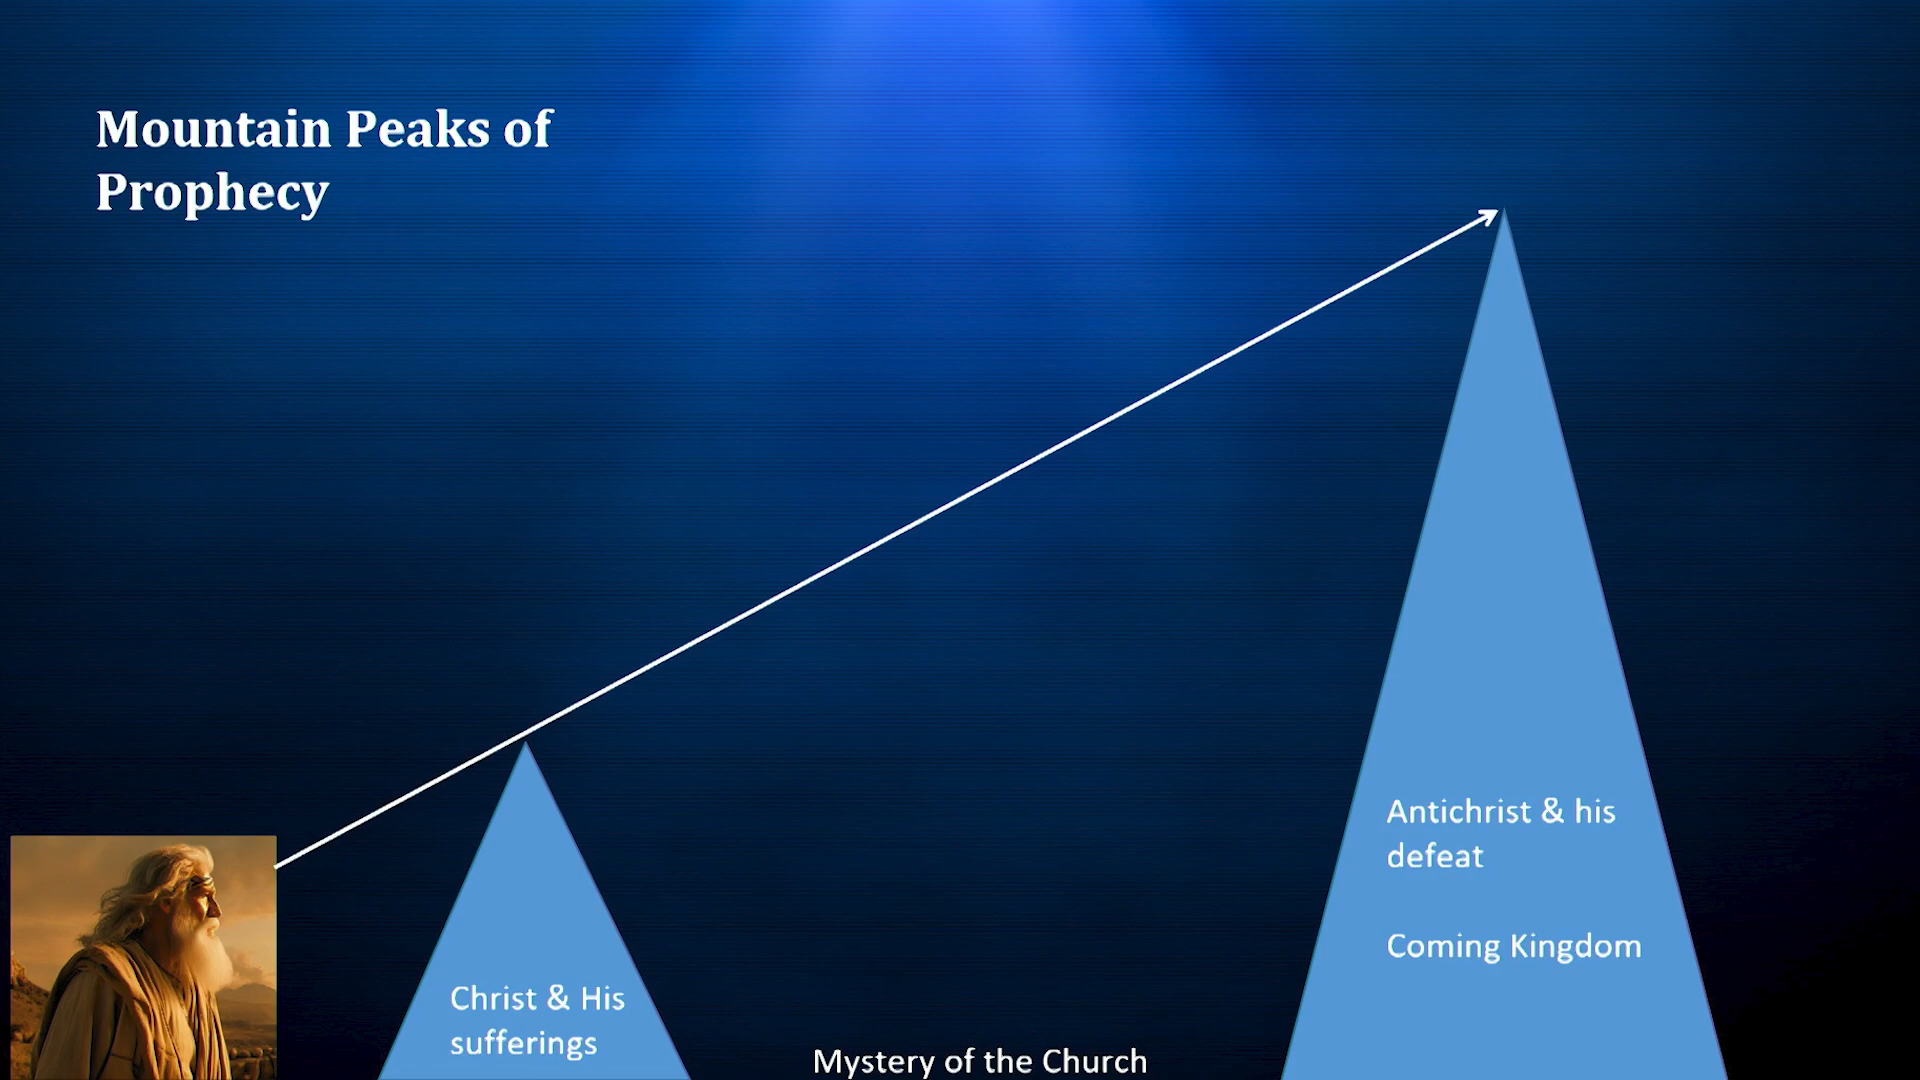 Mountain Peaks of
Prophecy
Christ & His
sufferings
Mystery of the Church
Antichrist & his
defeat
Coming Kingdom